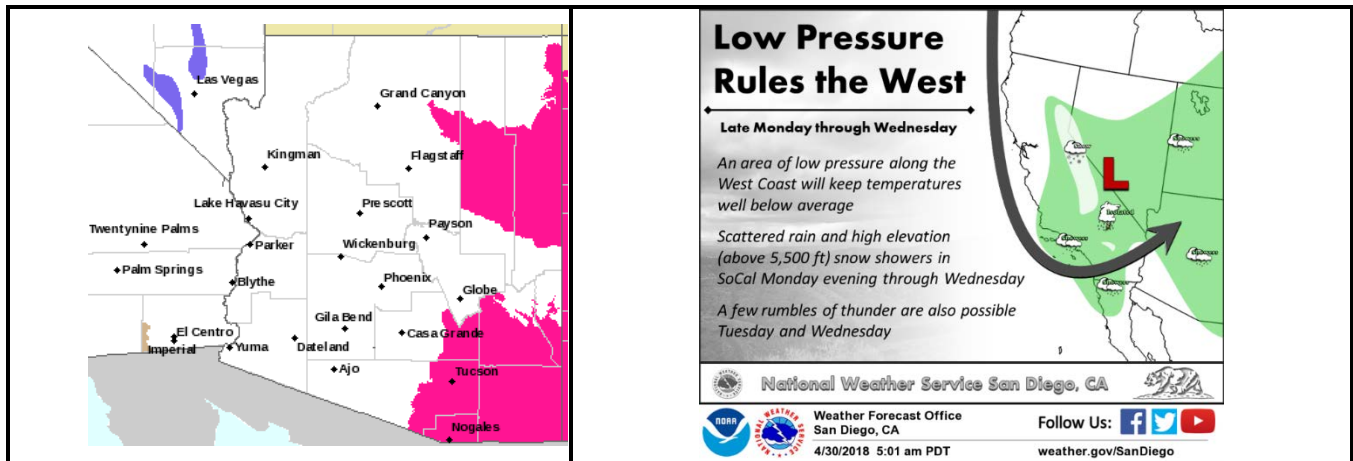 Las Vegas
Grand Canyon
Kingman
Flagstaff
Lake Havasu City
Prescott
Twentynine Palms
Payson
Parker
Wickenburg
Palm Springs
Blythe
Phoenix
Globe
Gila Bend
El Centro
Casa Grande
Imperial
Yuma
Dateland
Ajo
Tucson
Nogales
Low Pressure
Rules the West
Late Monday through Wednesday
An area of low pressure along the
West Coast will keep temperatures
well below average
Scattered rain and high elevation
(above 5,500 ft) snow showers in
SoCal Monday evening through Wednesday
A few rumbles of thunder are also possible
Tuesday and Wednesday
L
National Weather Service San Diego, CA
NOAA
NATIONAL WEATHER SERVICE
Weather Forecast Office
San Diego, CA
4/30/2018 5:01 am PDT
Follow Us:
weather.gov/SanDiego